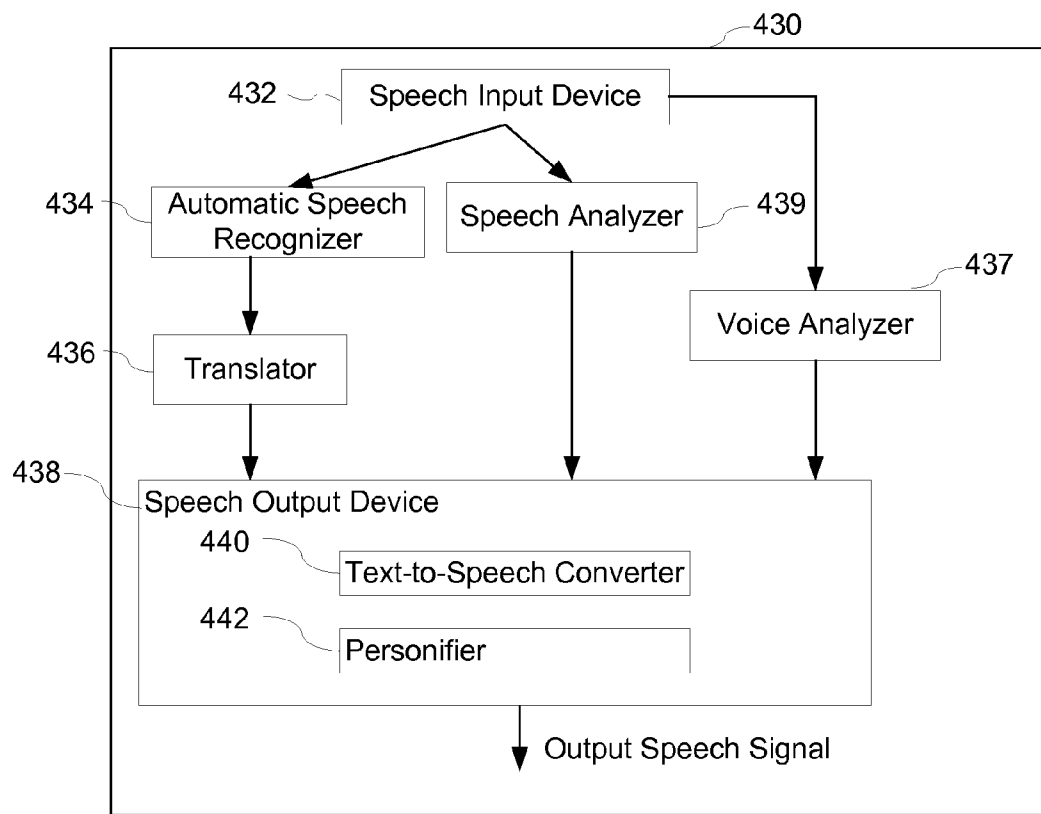 430
432
Speech Input Device
434
Automatic Speech
Recognizer
Speech Analyzer
439
437
Voice Analyzer
436
Translator
438
Speech Output Device
440
Text-to-Speech Converter
442
Personifier
Output Speech Signal